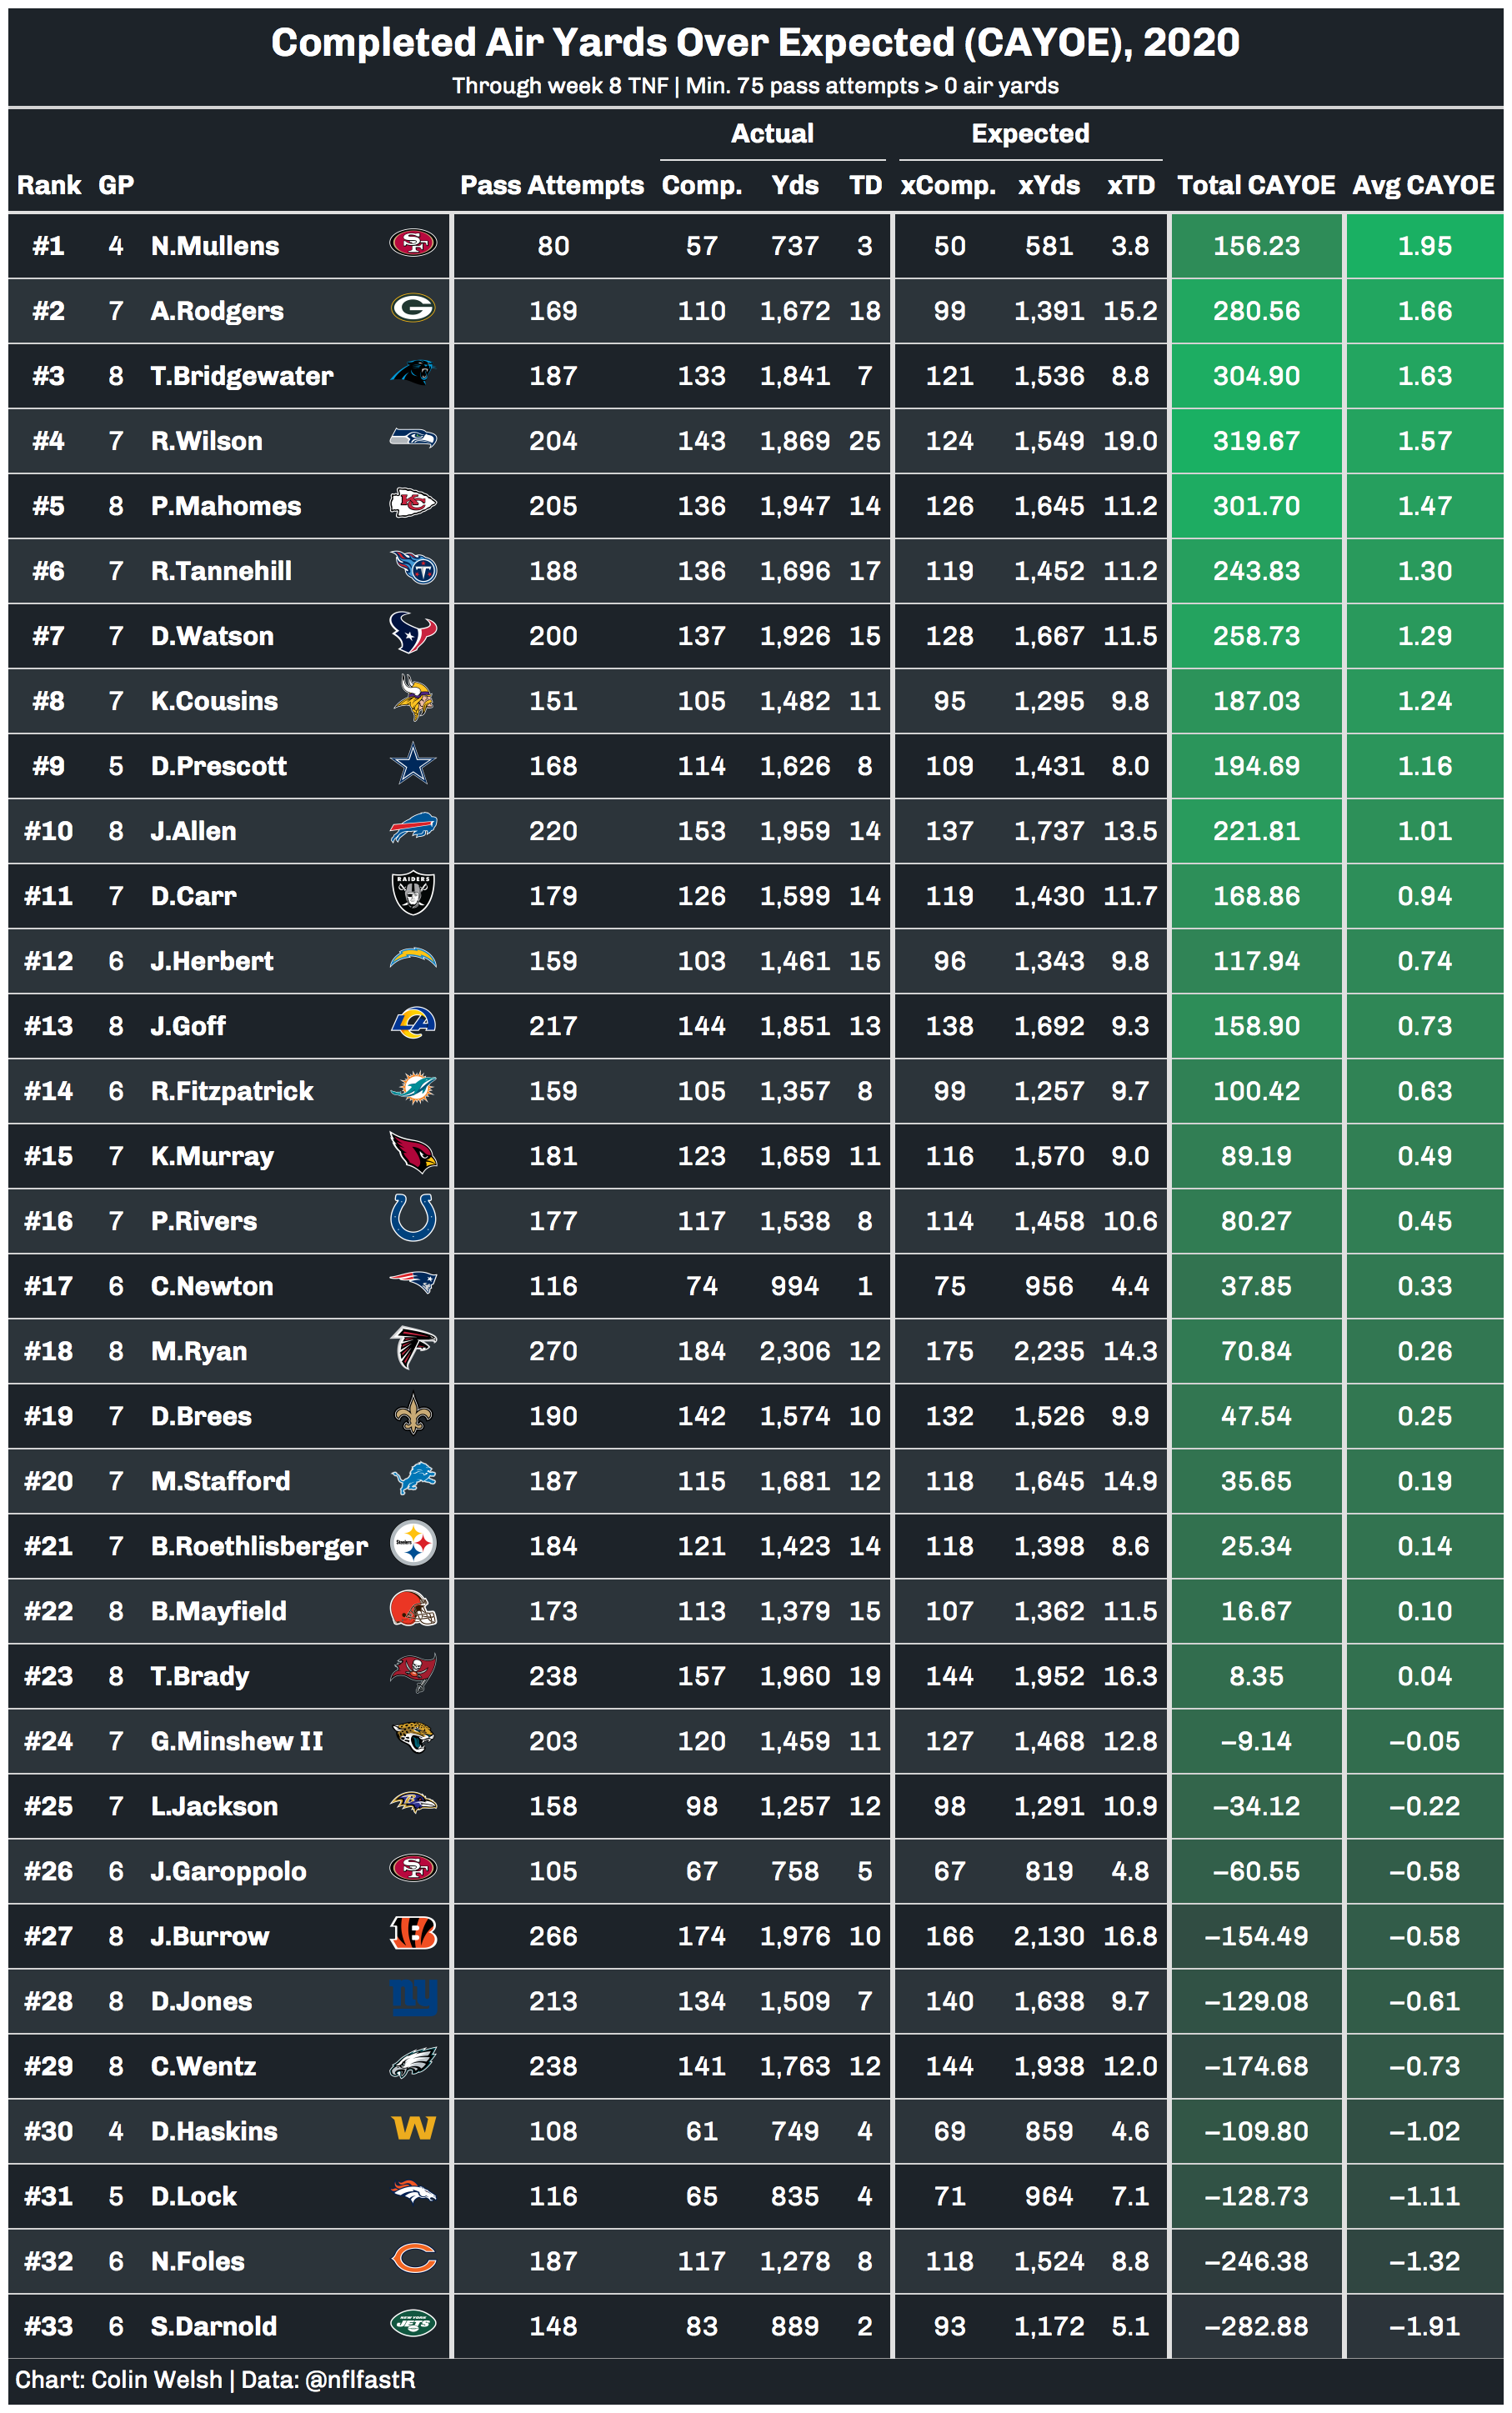 Completed Air Yards Over Expected (CAYOE), 2020
Through week 8 TNF | Min. 75 pass attempts > 0 air yards
Actual Expected
Rank GP Pass Attempts Comp. Yds TD xComp. xYds xTD Total CAYOE Avg CAYOE
#1 4 N.Mullens SF 80 57 737 3 50 581 3.8 156.23 1.95
#2 7 A.Rodgers G 169 110 1,672 18 99 1,391 15.2 280.56 1.66
#3 8 T.Bridgewater 187 133 1,841 7 121 1,536 8.8 304.90 1.63
#4 7 R.Wilson 204 143 1,869 25 124 1,549 19.0 319.67 1.57
#5 8 P.Mahomes KC 205 136 1,947 14 126 1,645 11.2 301.70 1.47
#6 7 R.Tannehill T 188 136 1,696 17 119 1,452 11.2 243.83 1.30
#7 7 D.Watson 200 137 1,926 15 128 1,667 11.5 258.73 1.29
#8 7 K.Cousins 151 105 1,482 11 95 1,295 9.8 187.03 1.24
#9 5 D.Prescott 168 114 1,626 8 109 1,431 8.0 194.69 1.16
#10 8 J.Allen 220 153 1,959 14 137 1,737 13.5 221.81 1.01
#11 7 D.Carr RAIDERS 179 126 1,599 14 119 1,430 11.7 168.86 0.94
#12 6 J.Herbert 159 103 1,461 15 96 1,343 9.8 117.94 0.74
#13 8 J.Goff LA 217 144 1,851 13 138 1,692 9.3 158.90 0.73
#14 6 R.Fitzpatrick 159 105 1,357 8 99 1,257 9.7 100.42 0.63
#15 7 K.Murray 181 123 1,659 11 116 1,570 9.0 89.19 0.49
#16 7 P.Rivers 177 117 1,538 8 114 1,458 10.6 80.27 0.45
#17 6 C.Newton 116 74 994 1 75 956 4.4 37.85 0.33
#18 8 M.Ryan 270 184 2,306 12 175 2,235 14.3 70.84 0.26
#19 7 D.Brees 190 142 1,574 10 132 1,526 9.9 47.54 0.25
#20 7 M.Stafford 187 115 1,681 12 118 1,645 14.9 35.65 0.19
#21 7 B.Roethlisberger Steelers 184 121 1,423 14 118 1,398 8.6 25.34 0.14
#22 8 B.Mayfield 173 113 1,379 15 107 1,362 11.5 16.67 0.10
#23 8 T.Brady 238 157 1,960 19 144 1,952 16.3 8.35 0.04
#24 7 G.Minshew II 203 120 1,459 11 127 1,468 12.8 −9.14 −0.05
#25 7 L.Jackson B 158 98 1,257 12 98 1,291 10.9 −34.12 −0.22
#26 6 J.Garoppolo SF 105 67 758 5 67 819 4.8 −60.55 −0.58
#27 8 J.Burrow B 266 174 1,976 10 166 2,130 16.8 −154.49 −0.58
#28 8 D.Jones ny 213 134 1,509 7 140 1,638 9.7 −129.08 −0.61
#29 8 C.Wentz 238 141 1,763 12 144 1,938 12.0 −174.68 −0.73
#30 4 D.Haskins W 108 61 749 4 69 859 4.6 −109.80 −1.02
#31 5 D.Lock 116 65 835 4 71 964 7.1 −128.73 −1.11
#32 6 N.Foles C 187 117 1,278 8 118 1,524 8.8 −246.38 −1.32
#33 6 S.Darnold NEW YORK JETS 148 83 889 2 93 1,172 5.1 −282.88 −1.91
Chart: Colin Welsh | Data: @nflfastR